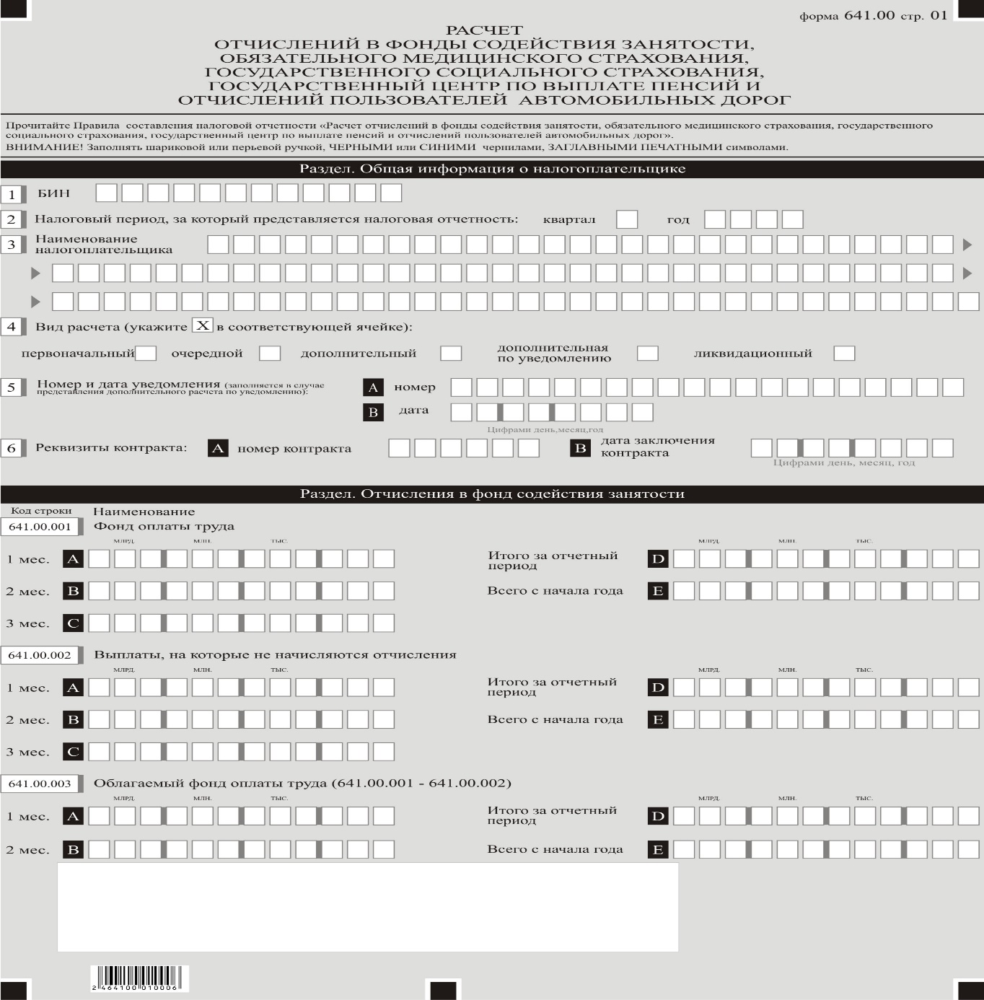 форма 641.00 стр. 01
РАСЧЕТ
ОТЧИСЛЕНИЙ В ФОНДЫ СОДЕЙСТВИЯ ЗАНЯТОСТИ,
ОБЯЗАТЕЛЬНОГО МЕДИЦИНСКОГО СТРАХОВАНИЯ,
ГОСУДАРСТВЕННОГО СОЦИАЛЬНОГО СТРАХОВАНИЯ,
ГОСУДАРСТВЕННЫЙ ЦЕНТР ПО ВЫПЛАТЕ ПЕНСИЙ И
ОТЧИСЛЕНИЙ ПОЛЬЗОВАТЕЛЕЙ АВТОМОБИЛЬНЫХ ДОРОГ
Прочитайте Правила составления налоговой отчетности «Расчет отчислений в фонды содействия занятости, обязательного медицинского страхования, государственного
социального страхования, государственный центр по выплате пенсий и отчислений пользователей автомобильных дорог».
ВНИМАНИЕ! Заполнять шариковой или перьевой ручкой, ЧЕРНЫМИ или СИНИМИ чернилами, ЗАГЛАВНЫМИ ПЕЧАТНЫМИ символами.
Раздел. Общая информация о налогоплательщике
1 БИН
2 Налоговый период, за который представляется налоговая отчетность: квартал год
3 Наименование
налогоплательщика
4 Вид расчета (укажите X в соответствующей ячейке):
первоначальный очередной дополнительный дополнительная
по уведомлению ликвидационный
5 Номер и дата уведомления (заполняется в случае
представления дополнительного расчета по уведомлению):
A номер
B дата
Цифрами день,месяц,год
6 Реквизиты контракта: A номер контракта B дата заключения
контракта
Цифрами день, месяц, год
Раздел. Отчисления в фонд содействия занятости
Код строки Наименование
641.00.001 Фонд оплаты труда
млрд. млн. тыс. млрд. млн. тыс.
1 мес. A Итого за отчетный
период D
2 мес. B Всего с начала года E
3 мес. C
641.00.002 Выплаты, на которые не начисляются отчисления
млрд. млн. тыс. млрд. млн. тыс.
1 мес. A Итого за отчетный
период D
2 мес. B Всего с начала года E
3 мес. C
641.00.003 Облагаемый фонд оплаты труда (641.00.001 - 641.00.002)
млрд. млн. тыс. млрд. млн. тыс.
1 мес. A Итого за отчетный
период D
2 мес. B Всего с начала года E
2 464100 010006